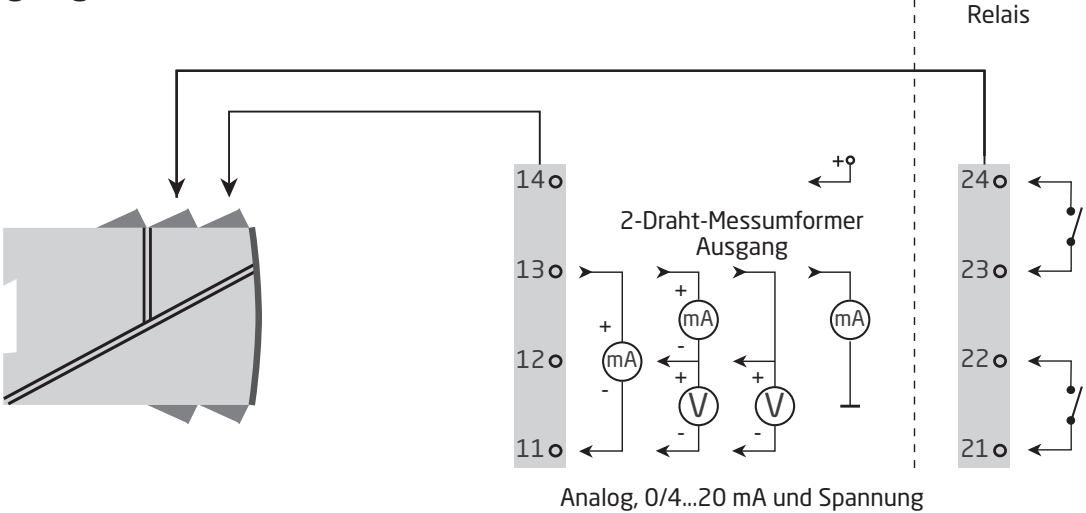 Relais
14
+
24
2-Draht-Messumformer
Ausgang
13
23
+
mA
mA
+
-
12
mA
22
-
+
V
+
V
-
-
11
21
Analog, 0/4...20 mA und Spannung